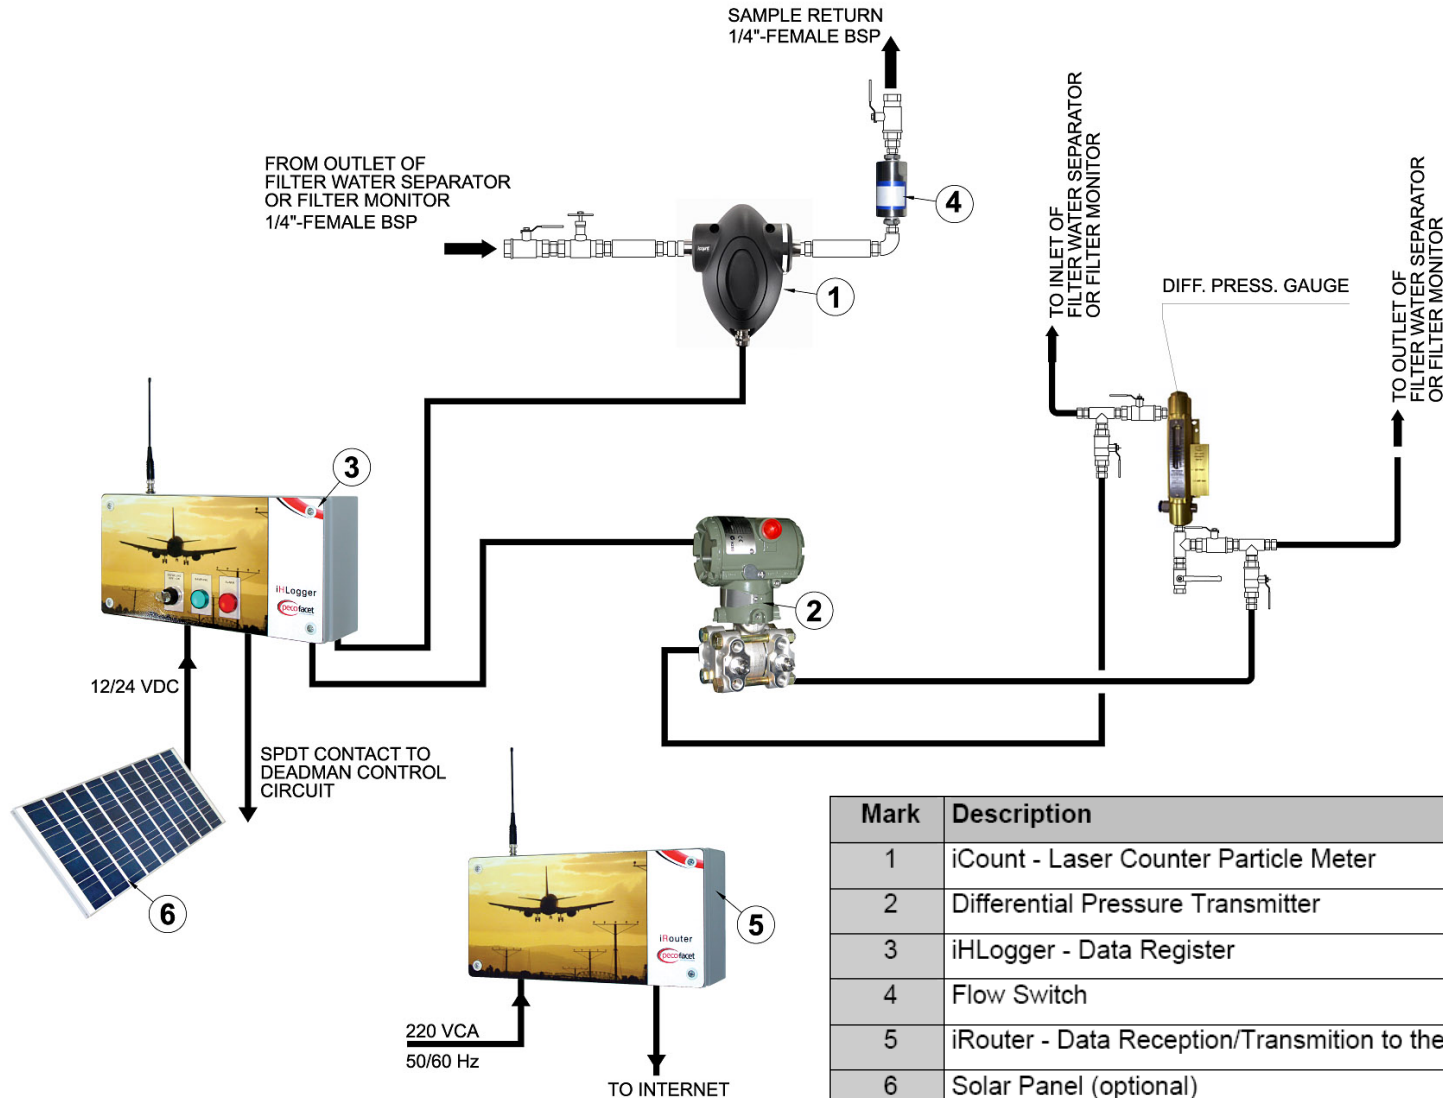 SAMPLE RETURN
1/4"-FEMALE BSP
FROM OUTLET OF
FILTER WATER SEPARATOR
OR FILTER MONITOR
1/4"-FEMALE BSP
4
1
TO INLET OF
FILTER WATER SEPARATOR
OR FILTER MONITOR
DIFF. PRESS. GAUGE
TO OUTLET OF
FILTER WATER SEPARATOR
OR FILTER MONITOR
3
iHLogger
pecofacet
2
12/24 VDC
SPDT CONTACT TO
DEADMAN CONTROL
CIRCUIT
6
iRouter
pecofacet
5
220 VCA
50/60 Hz
TO INTERNET
Mark Description
1 iCount - Laser Counter Particle Meter
2 Differential Pressure Transmitter
3 iHLogger - Data Register
4 Flow Switch
5 iRouter - Data Reception/Transmition to the
6 Solar Panel (optional)